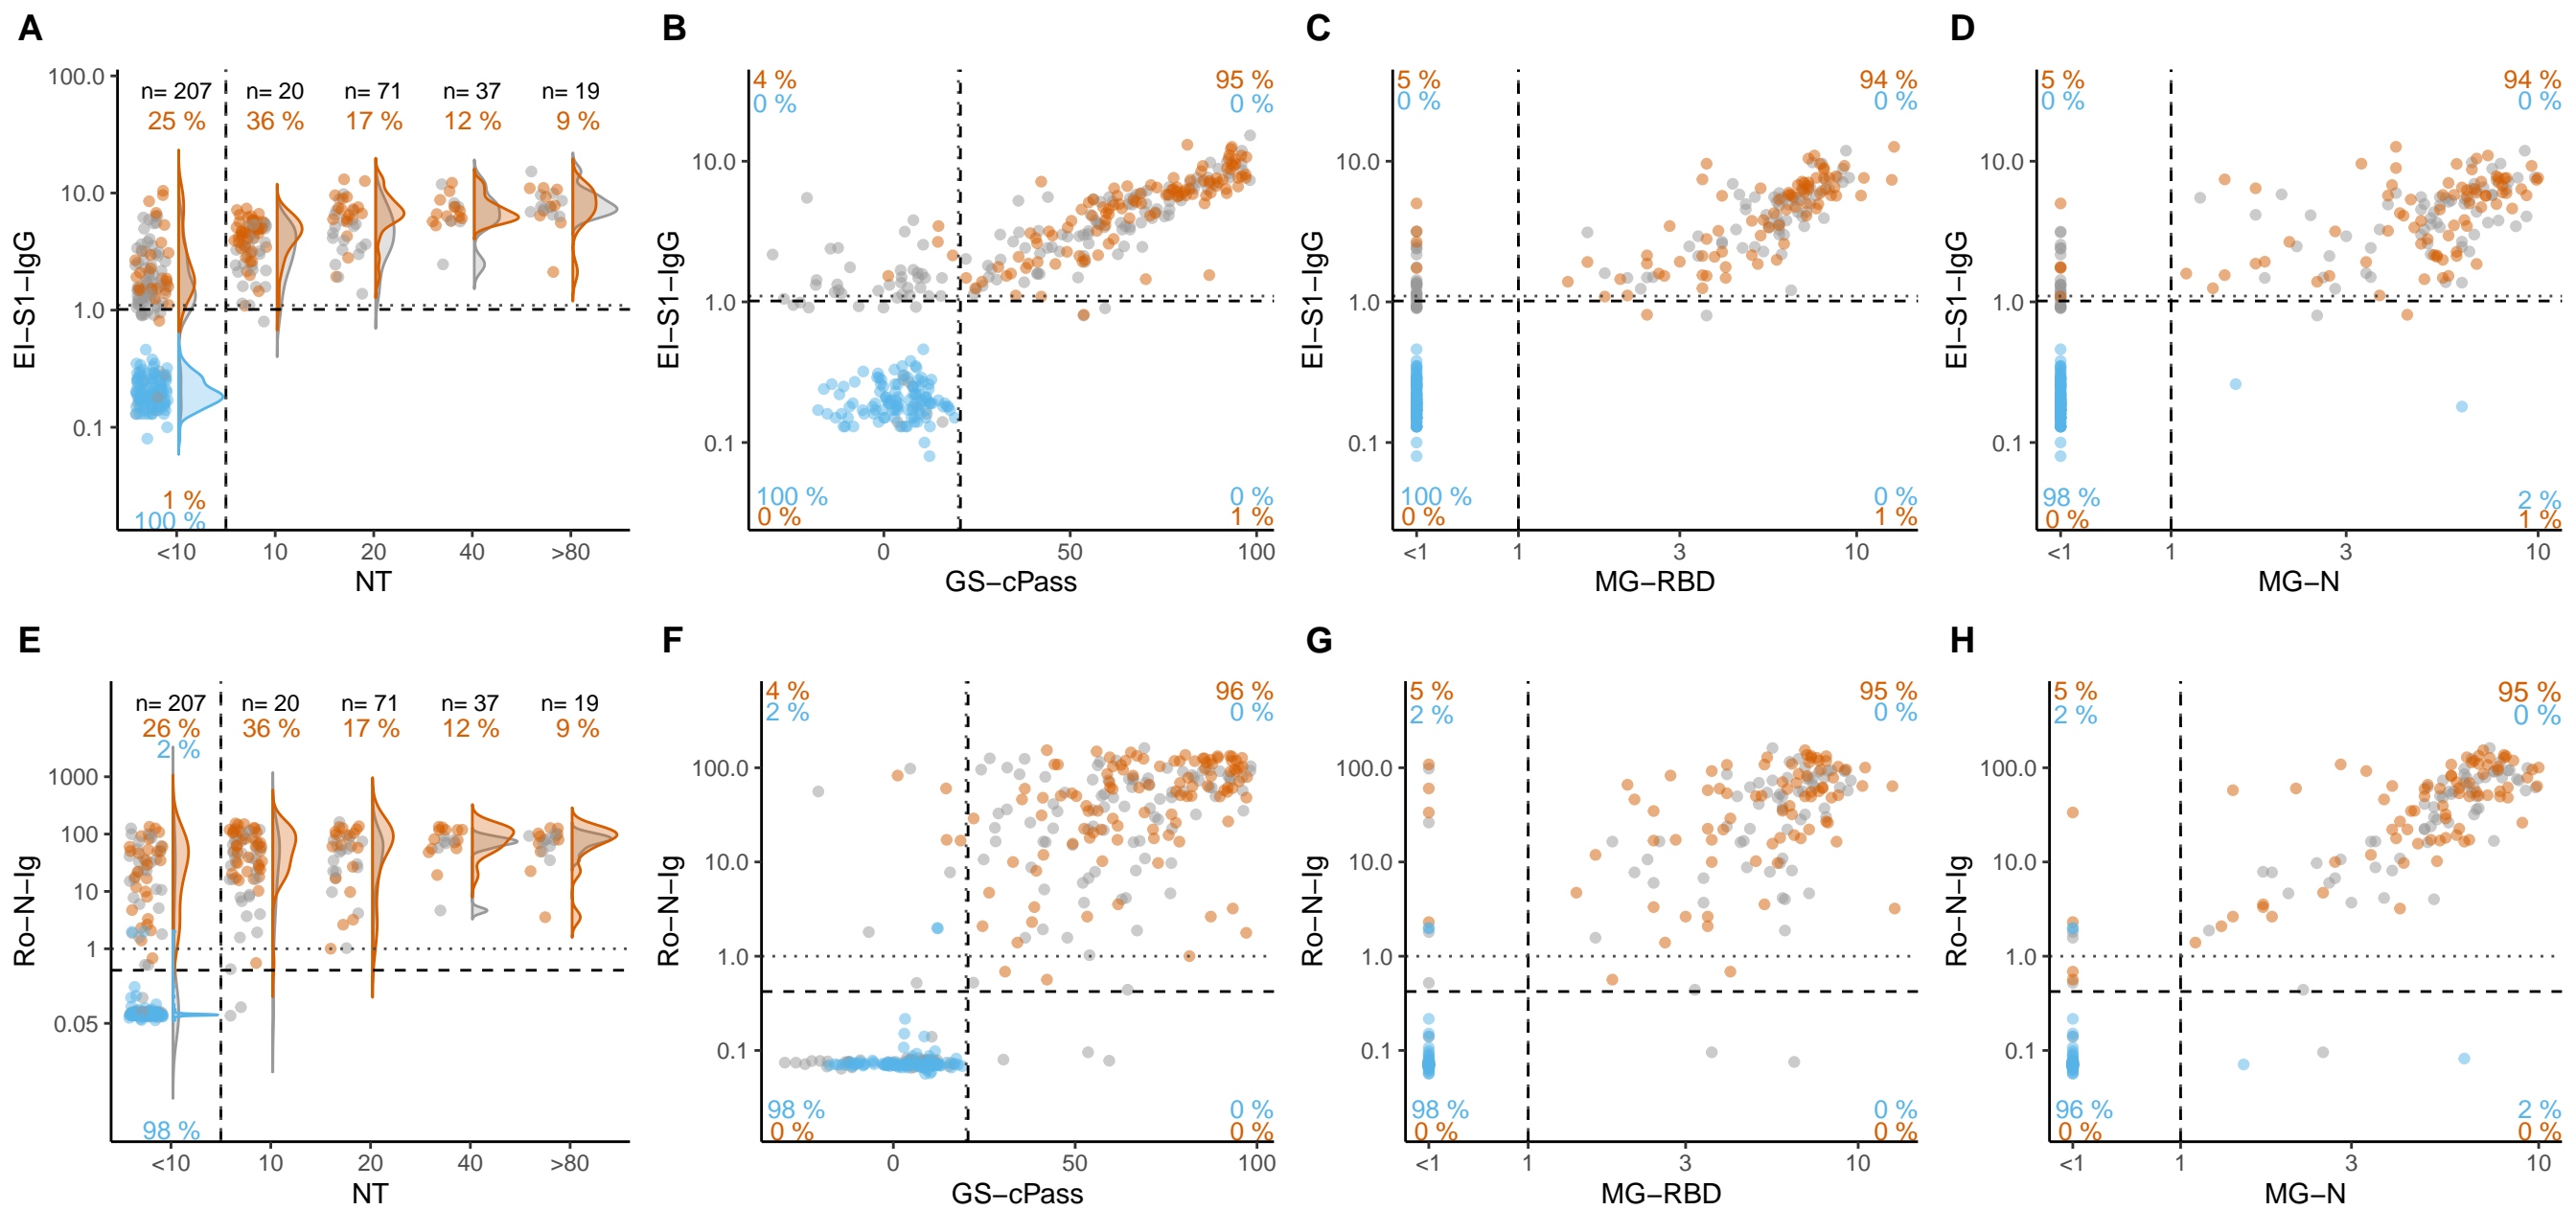 A
100.0
10.0
1.0
0.1
EI–S1–IgG
n= 207 n= 20 n= 71 n= 37 n= 19
25 % 36 % 17 % 12 % 9 %
1 %
100 %
<10 10 20 40 >80
NT
B
10.0
1.0
0.1
EI–S1–IgG
4 % 95 %
0 % 0 %
100 % 0 %
0 % 1 %
0 50 100
GS–cPass
C
10.0
1.0
0.1
EI–S1–IgG
5 % 94 %
0 % 0 %
100 % 0 %
0 % 1 %
<1 1 3 10
MG–RBD
D
10.0
1.0
0.1
EI–S1–IgG
5 % 94 %
0 % 0 %
98 % 2 %
0 % 1 %
<1 1 3 10
MG–N
E
1000
100
10
1
0.05
Ro–N–Ig
n= 207 n= 20 n= 71 n= 37 n= 19
26 % 36 % 17 % 12 % 9 %
2 %
98 %
<10 10 20 40 >80
NT
F
100.0
10.0
1.0
0.1
Ro–N–Ig
4 % 96 %
2 % 0 %
98 % 0 %
0 % 0 %
0 50 100
GS–cPass
G
100.0
10.0
1.0
0.1
Ro–N–Ig
5 % 95 %
2 % 0 %
98 % 0 %
0 % 0 %
<1 1 3 10
MG–RBD
H
100.0
10.0
1.0
0.1
Ro–N–Ig
5 % 95 %
2 % 0 %
96 % 2 %
0 % 0 %
<1 1 3 10
MG–N